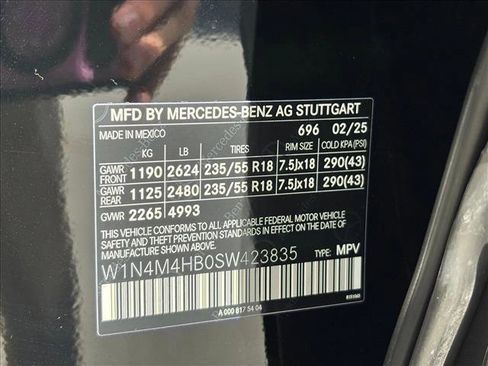 MFD BY MERCEDES-BENZ AG STUTTGART
MADE IN MEXICO 696 02/25
KG LB TIRES RIM SIZE COLD KPA (PSI)
GAWR FRONT 1190 2624 235/55 R18 7.5Jx18 290(43)
GAWR REAR 1125 2480 235/55 R18 7.5Jx18 290(43)
GVWR 2265 4993
THIS VEHICLE CONFORMS TO ALL APPLICABLE FEDERAL MOTOR VEHICLE
SAFETY, BUMPER, AND THEFT PREVENTION STANDARDS IN EFFECT ON
THE DATE OF MANUFACTURE SHOWN ABOVE.
W1N4M4HB0SW423835 TYPE: MPV
A 000 817 54 04